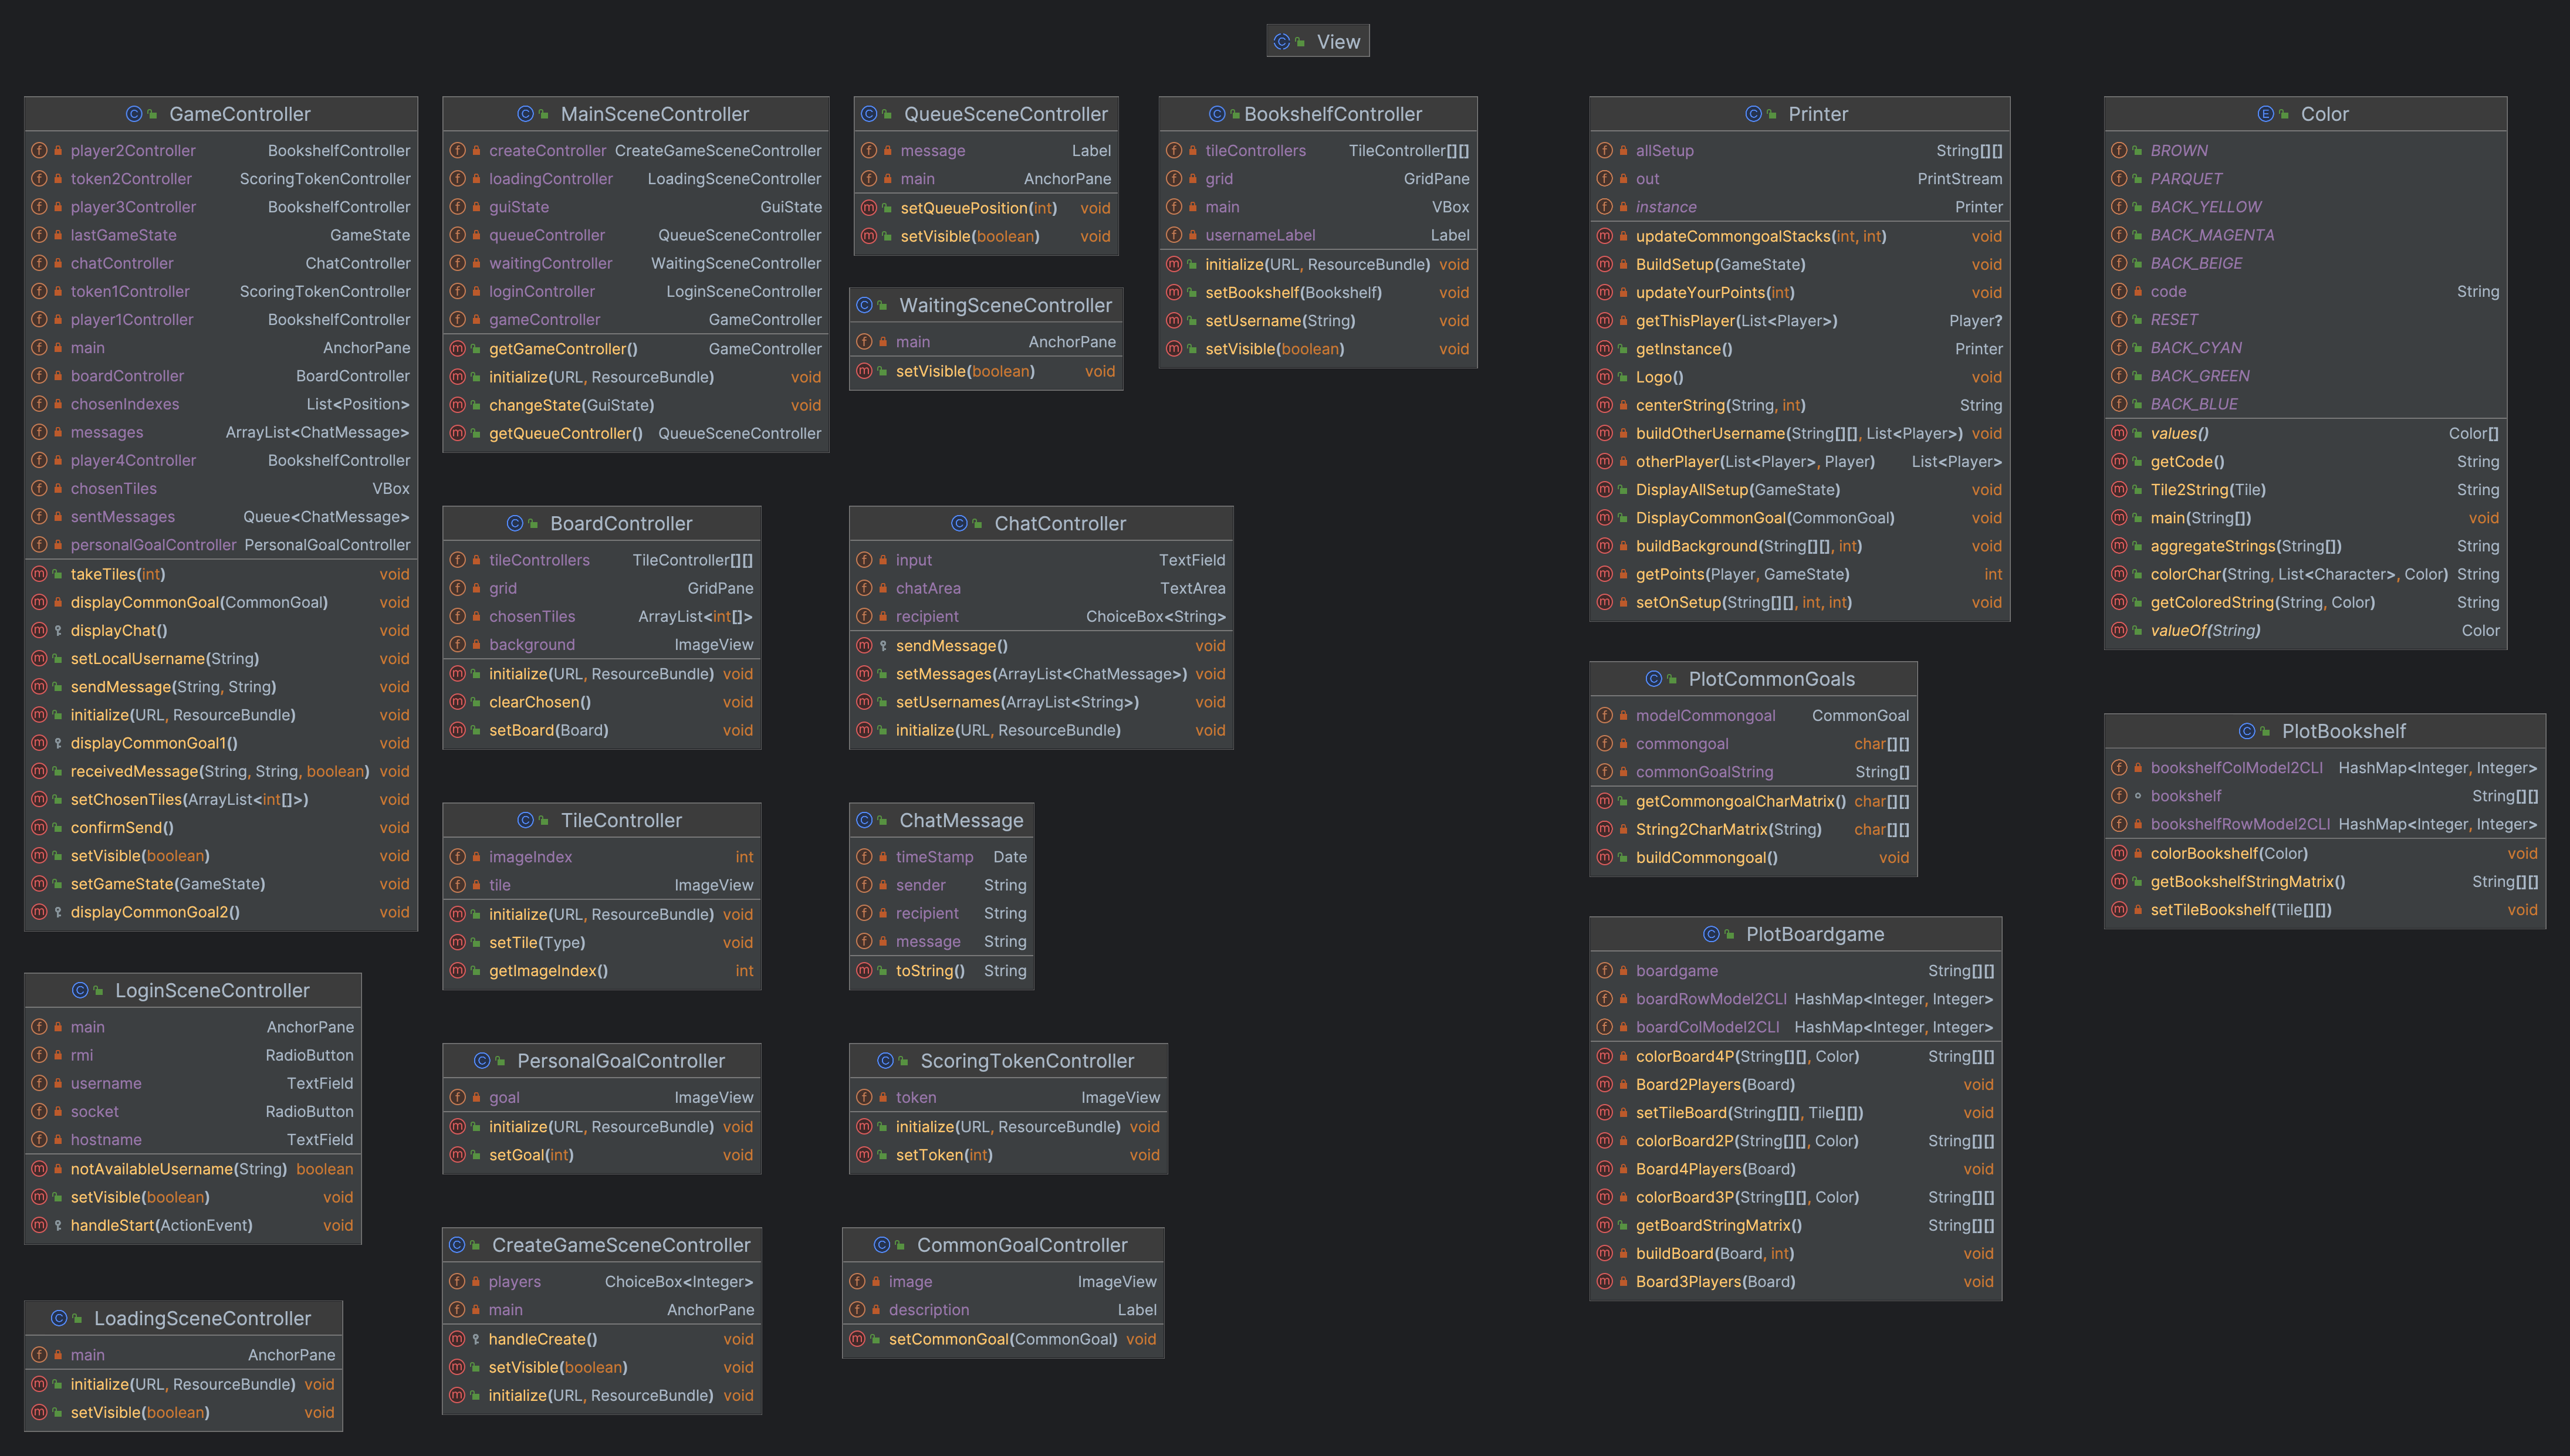 View
GameController
player2Controller BookshelfController
token2Controller ScoringTokenController
player3Controller BookshelfController
lastGameState GameState
chatController ChatController
token1Controller ScoringTokenController
player1Controller BookshelfController
main AnchorPane
boardController BoardController
chosenIndexes List<Position>
messages ArrayList<ChatMessage>
player4Controller BookshelfController
chosenTiles VBox
sentMessages Queue<ChatMessage>
personalGoalController PersonalGoalController
takeTiles(int) void
displayCommonGoal(CommonGoal) void
displayChat() void
setLocalUsername(String) void
sendMessage(String, String) void
initialize(URL, ResourceBundle) void
displayCommonGoal1() void
receivedMessage(String, String, boolean) void
setChosenTiles(ArrayList<int[]>) void
confirmSend() void
setVisible(boolean) void
setGameState(GameState) void
displayCommonGoal2() void
LoginSceneController
main AnchorPane
rmi RadioButton
username TextField
socket RadioButton
hostname TextField
notAvailableUsername(String) boolean
setVisible(boolean) void
handleStart(ActionEvent) void
LoadingSceneController
main AnchorPane
initialize(URL, ResourceBundle) void
setVisible(boolean) void
MainSceneController
createController CreateGameSceneController
loadingController LoadingSceneController
guiState GuiState
queueController QueueSceneController
waitingController WaitingSceneController
loginController LoginSceneController
gameController GameController
getGameController() GameController
initialize(URL, ResourceBundle) void
changeState(GuiState) void
getQueueController() QueueSceneController
BoardController
tileControllers TileController[][]
grid GridPane
chosenTiles ArrayList<int[]>
background ImageView
initialize(URL, ResourceBundle) void
clearChosen() void
setBoard(Board) void
TileController
imageIndex int
tile ImageView
initialize(URL, ResourceBundle) void
setTile(Type) void
getImageIndex() int
PersonalGoalController
goal ImageView
initialize(URL, ResourceBundle) void
setGoal(int) void
CreateGameSceneController
players ChoiceBox<Integer>
main AnchorPane
handleCreate() void
setVisible(boolean) void
initialize(URL, ResourceBundle) void
QueueSceneController
message Label
main AnchorPane
setQueuePosition(int) void
setVisible(boolean) void
WaitingSceneController
main AnchorPane
setVisible(boolean) void
ChatController
input TextField
chatArea TextArea
recipient ChoiceBox<String>
sendMessage() void
setMessages(ArrayList<ChatMessage>) void
setUsernames(ArrayList<String>) void
initialize(URL, ResourceBundle) void
ChatMessage
timeStamp Date
sender String
recipient String
message String
toString() String
ScoringTokenController
token ImageView
initialize(URL, ResourceBundle) void
setToken(int) void
CommonGoalController
image ImageView
description Label
setCommonGoal(CommonGoal) void
BookshelfController
tileControllers TileController[][]
grid GridPane
main VBox
usernameLabel Label
initialize(URL, ResourceBundle) void
setBookshelf(Bookshelf) void
setUsername(String) void
setVisible(boolean) void
Printer
allSetup String[][]
out PrintStream
instance Printer
updateCommongoalStacks(int, int) void
BuildSetup(GameState) void
updateYourPoints(int) void
getThisPlayer(List<Player>) Player?
getInstance() Printer
Logo() void
centerString(String, int) String
buildOtherUsername(String[][], List<Player>) void
otherPlayer(List<Player>, Player) List<Player>
DisplayAllSetup(GameState) void
DisplayCommonGoal(CommonGoal) void
buildBackground(String[][], int) void
getPoints(Player, GameState) int
setOnSetup(String[][], int, int) void
PlotCommonGoals
modelCommongoal CommonGoal
commongoal char[][]
commonGoalString String[]
getCommongoalCharMatrix() char[][]
String2CharMatrix(String) char[][]
buildCommongoal() void
PlotBoardgame
boardgame String[][]
boardRowModel2CLI HashMap<Integer, Integer>
boardColModel2CLI HashMap<Integer, Integer>
colorBoard4P(String[][], Color) String[][]
Board2Players(Board) void
setTileBoard(String[][], Tile[][]) void
colorBoard2P(String[][], Color) String[][]
Board4Players(Board) void
colorBoard3P(String[][], Color) String[][]
getBoardStringMatrix() String[][]
buildBoard(Board, int) void
Board3Players(Board) void
Color
BROWN
PARQUET
BACK_YELLOW
BACK_MAGENTA
BACK_BEIGE
code String
RESET
BACK_CYAN
BACK_GREEN
BACK_BLUE
values() Color[]
getCode() String
Tile2String(Tile) String
main(String[]) void
aggregateStrings(String[]) String
colorChar(String, List<Character>, Color) String
getColoredString(String, Color) String
valueOf(String) Color
PlotBookshelf
bookshelfColModel2CLI HashMap<Integer, Integer>
bookshelf String[][]
bookshelfRowModel2CLI HashMap<Integer, Integer>
colorBookshelf(Color) void
getBookshelfStringMatrix() String[][]
setTileBookshelf(Tile[][]) void